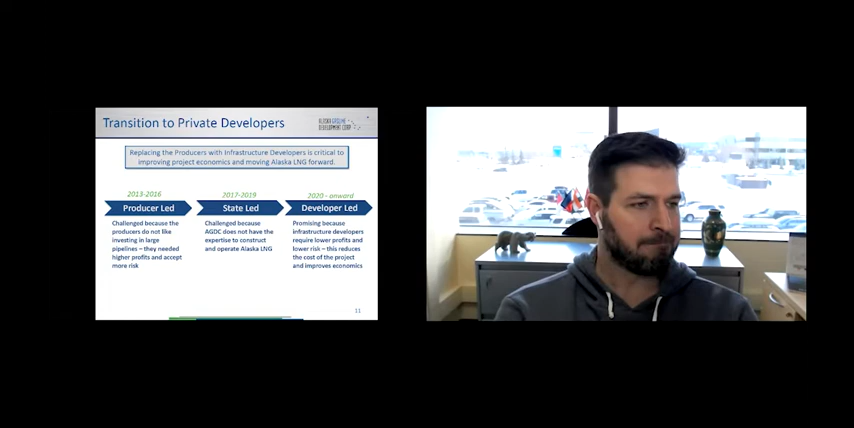 Transition to Private Developers
ALASKA GASLINE
DEVELOPMENT CORP.
Replacing the Producers with Infrastructure Developers is critical to
improving project economics and moving Alaska LNG forward.
2013-2016
Producer Led
Challenged because the
producers do not like
investing in large
pipelines – they needed
higher profits and accept
more risk
2017-2019
State Led
Challenged because
AGDC does not have the
expertise to construct
and operate Alaska LNG
2020 - onward
Developer Led
Promising because
infrastructure developers
require lower profits and
lower risk – this reduces
the cost of the project
and improves economics
11